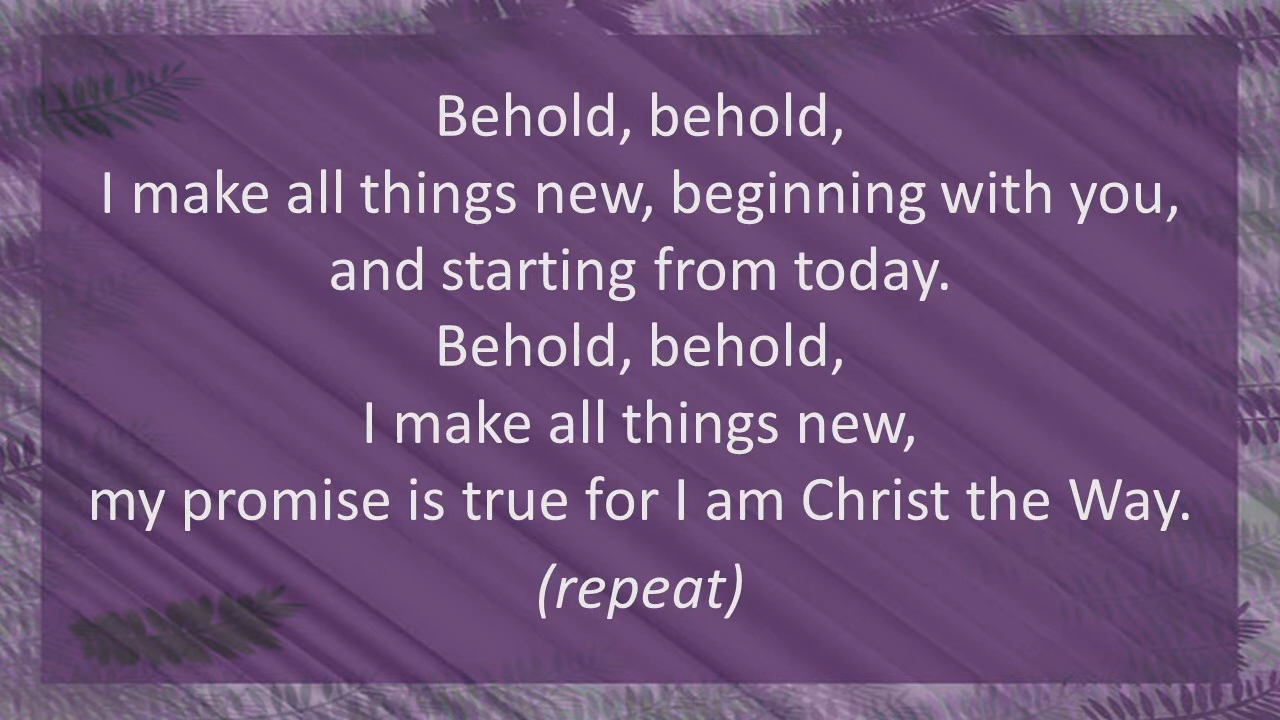 Behold, behold,
I make all things new, beginning with you,
and starting from today.
Behold, behold,
I make all things new,
my promise is true for I am Christ the Way.
(repeat)